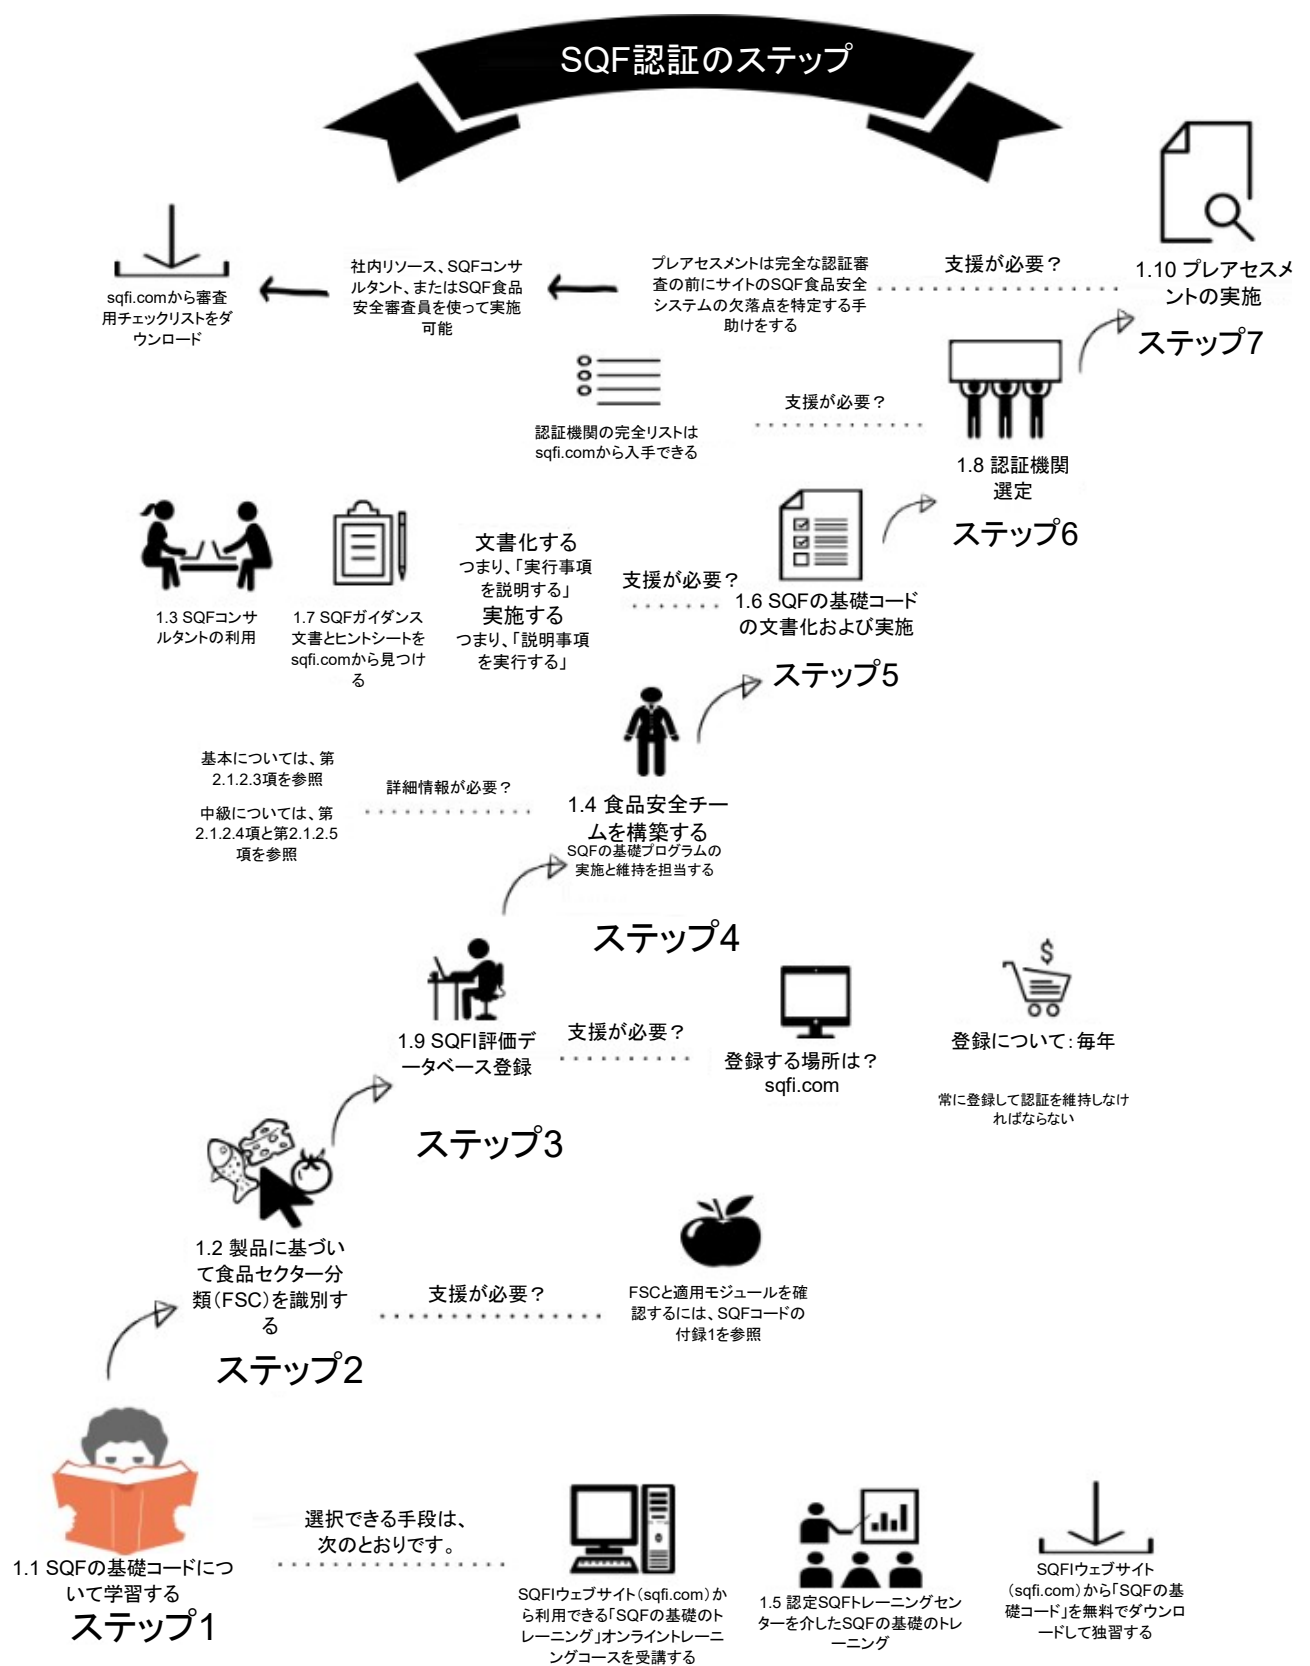 SQF認証のステップ
sqfi.comから審査
用チェックリストをダ
ウンロード
社内リソース、SQFコンサ
ルタント、またはSQF食品
安全審査員を使って実施
可能
プレアセスメントは完全な認証審
査の前にサイトのSQF食品安全
システムの欠落点を特定する手
助けをする
支援が必要？
1.10 プレアセスメ
ントの実施
ステップ7
認証機関の完全リストは
sqfi.comから入手できる
支援が必要？
1.8 認証機関
選定
ステップ6
1.3 SQFコンサ
ルタントの利用
1.7 SQFガイダンス
文書とヒントシートを
sqfi.comから見つけ
る
文書化する
つまり、「実行事項
を説明する」
実施する
つまり、「説明事項
を実行する」
支援が必要？
1.6 SQFの基礎コード
の文書化および実施
ステップ5
基本については、第
2.1.2.3項を参照
中級については、第
2.1.2.4項と第2.1.2.5
項を参照
詳細情報が必要？
1.4 食品安全チー
ムを構築する
SQFの基礎プログラムの
実施と維持を担当する
ステップ4
1.9 SQFI評価デ
ータベース登録
ステップ3
支援が必要？
登録する場所は？
sqfi.com
$
登録について：毎年
常に登録して認証を維持しなけ
ればならない
1.2 製品に基づい
て食品セクター分
類（FSC）を識別す
る
ステップ2
支援が必要？
FSCと適用モジュールを確
認するには、SQFコードの
付録1を参照
1.1 SQFの基礎コードにつ
いて学習する
ステップ1
選択できる手段は、
次のとおりです。
SQFIウェブサイト（sqfi.com）か
ら利用できる「SQFの基礎のト
レーニング」オンライントレーニ
ングコースを受講する
1.5 認定SQFトレーニングセン
ターを介したSQFの基礎のトレ
ーニング
SQFIウェブサイト
（sqfi.com）から「SQFの基
礎コード」を無料でダウンロ
ードして独習する